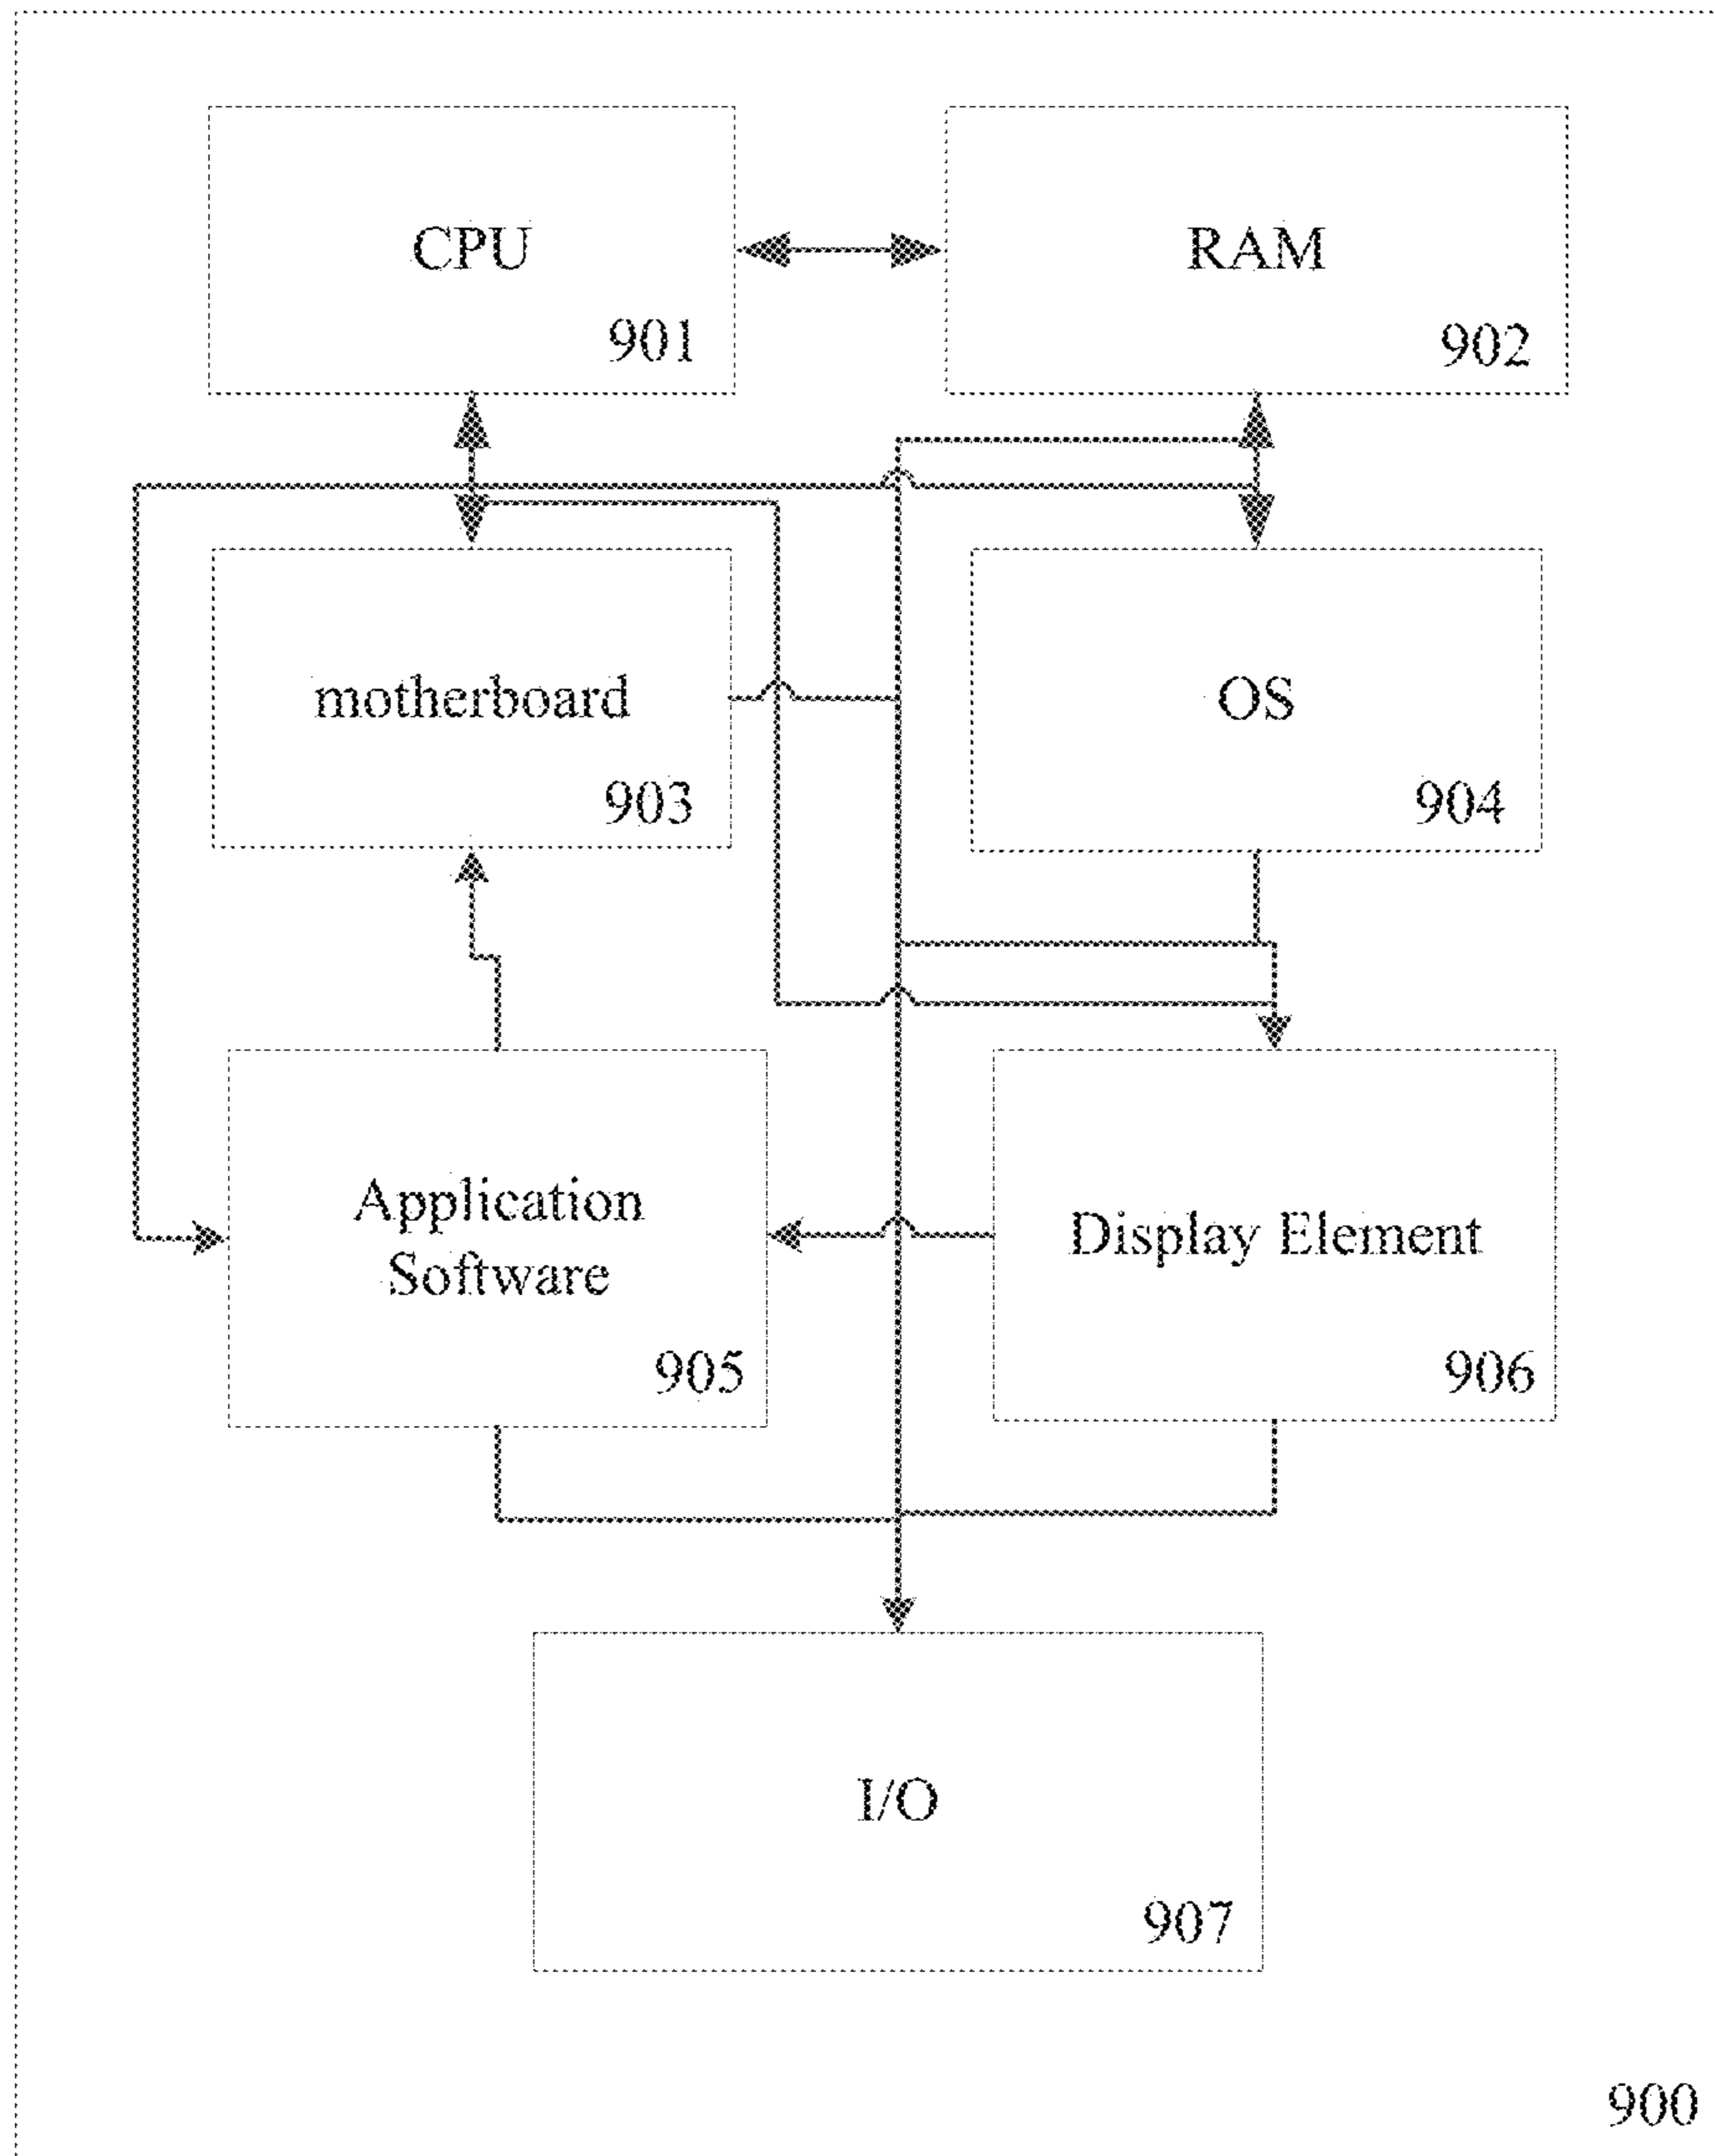 CPU
901
RAM
902
motherboard
903
OS
904
Application
Software
905
Display Element
906
I/O
907
900